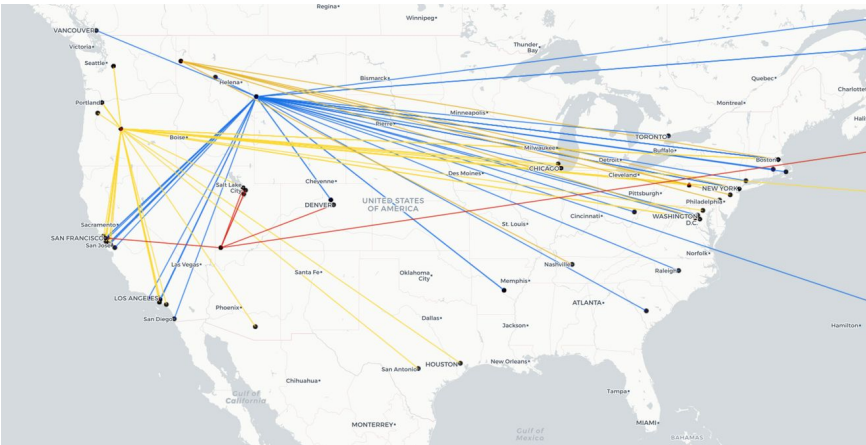 Regina•
Winnipeg•
VANCOUVER
Victoria•
Thunder
Bay
Seattle•
Helena•
Bismarck•
Quebec•
Charlotte
Portland•
Minneapolis•
Montreal•
Pierre•
Hal
Boise•
TORONTO
Milwaukee•
Buffalo•
Boston
CHICAGO
Detroit•
Des Moines•
Cleveland•
Salt Lake
City
Cheyenne•
NEW YORK
Pittsburgh•
DENVER
UNITED STATES
OF AMERICA
Philadelphia•
Cincinnati•
WASHINGTON
D.C.
Sacramento•
St. Louis•
SAN FRANCISCO
San Jose
Norfolk•
Las Vegas•
Santa Fe•
Oklahoma
City
Nashville•
Raleigh•
Memphis•
LOS ANGELES
Phoenix•
ATLANTA•
San Diego
Dallas•
Jackson•
Hamilton•
San Antonio
HOUSTON
New Orleans•
Chihuahua•
Gulf of
California
Tampa•
MONTERREY•
MIAMI•
Gulf of
Mexico
BAHAMAS